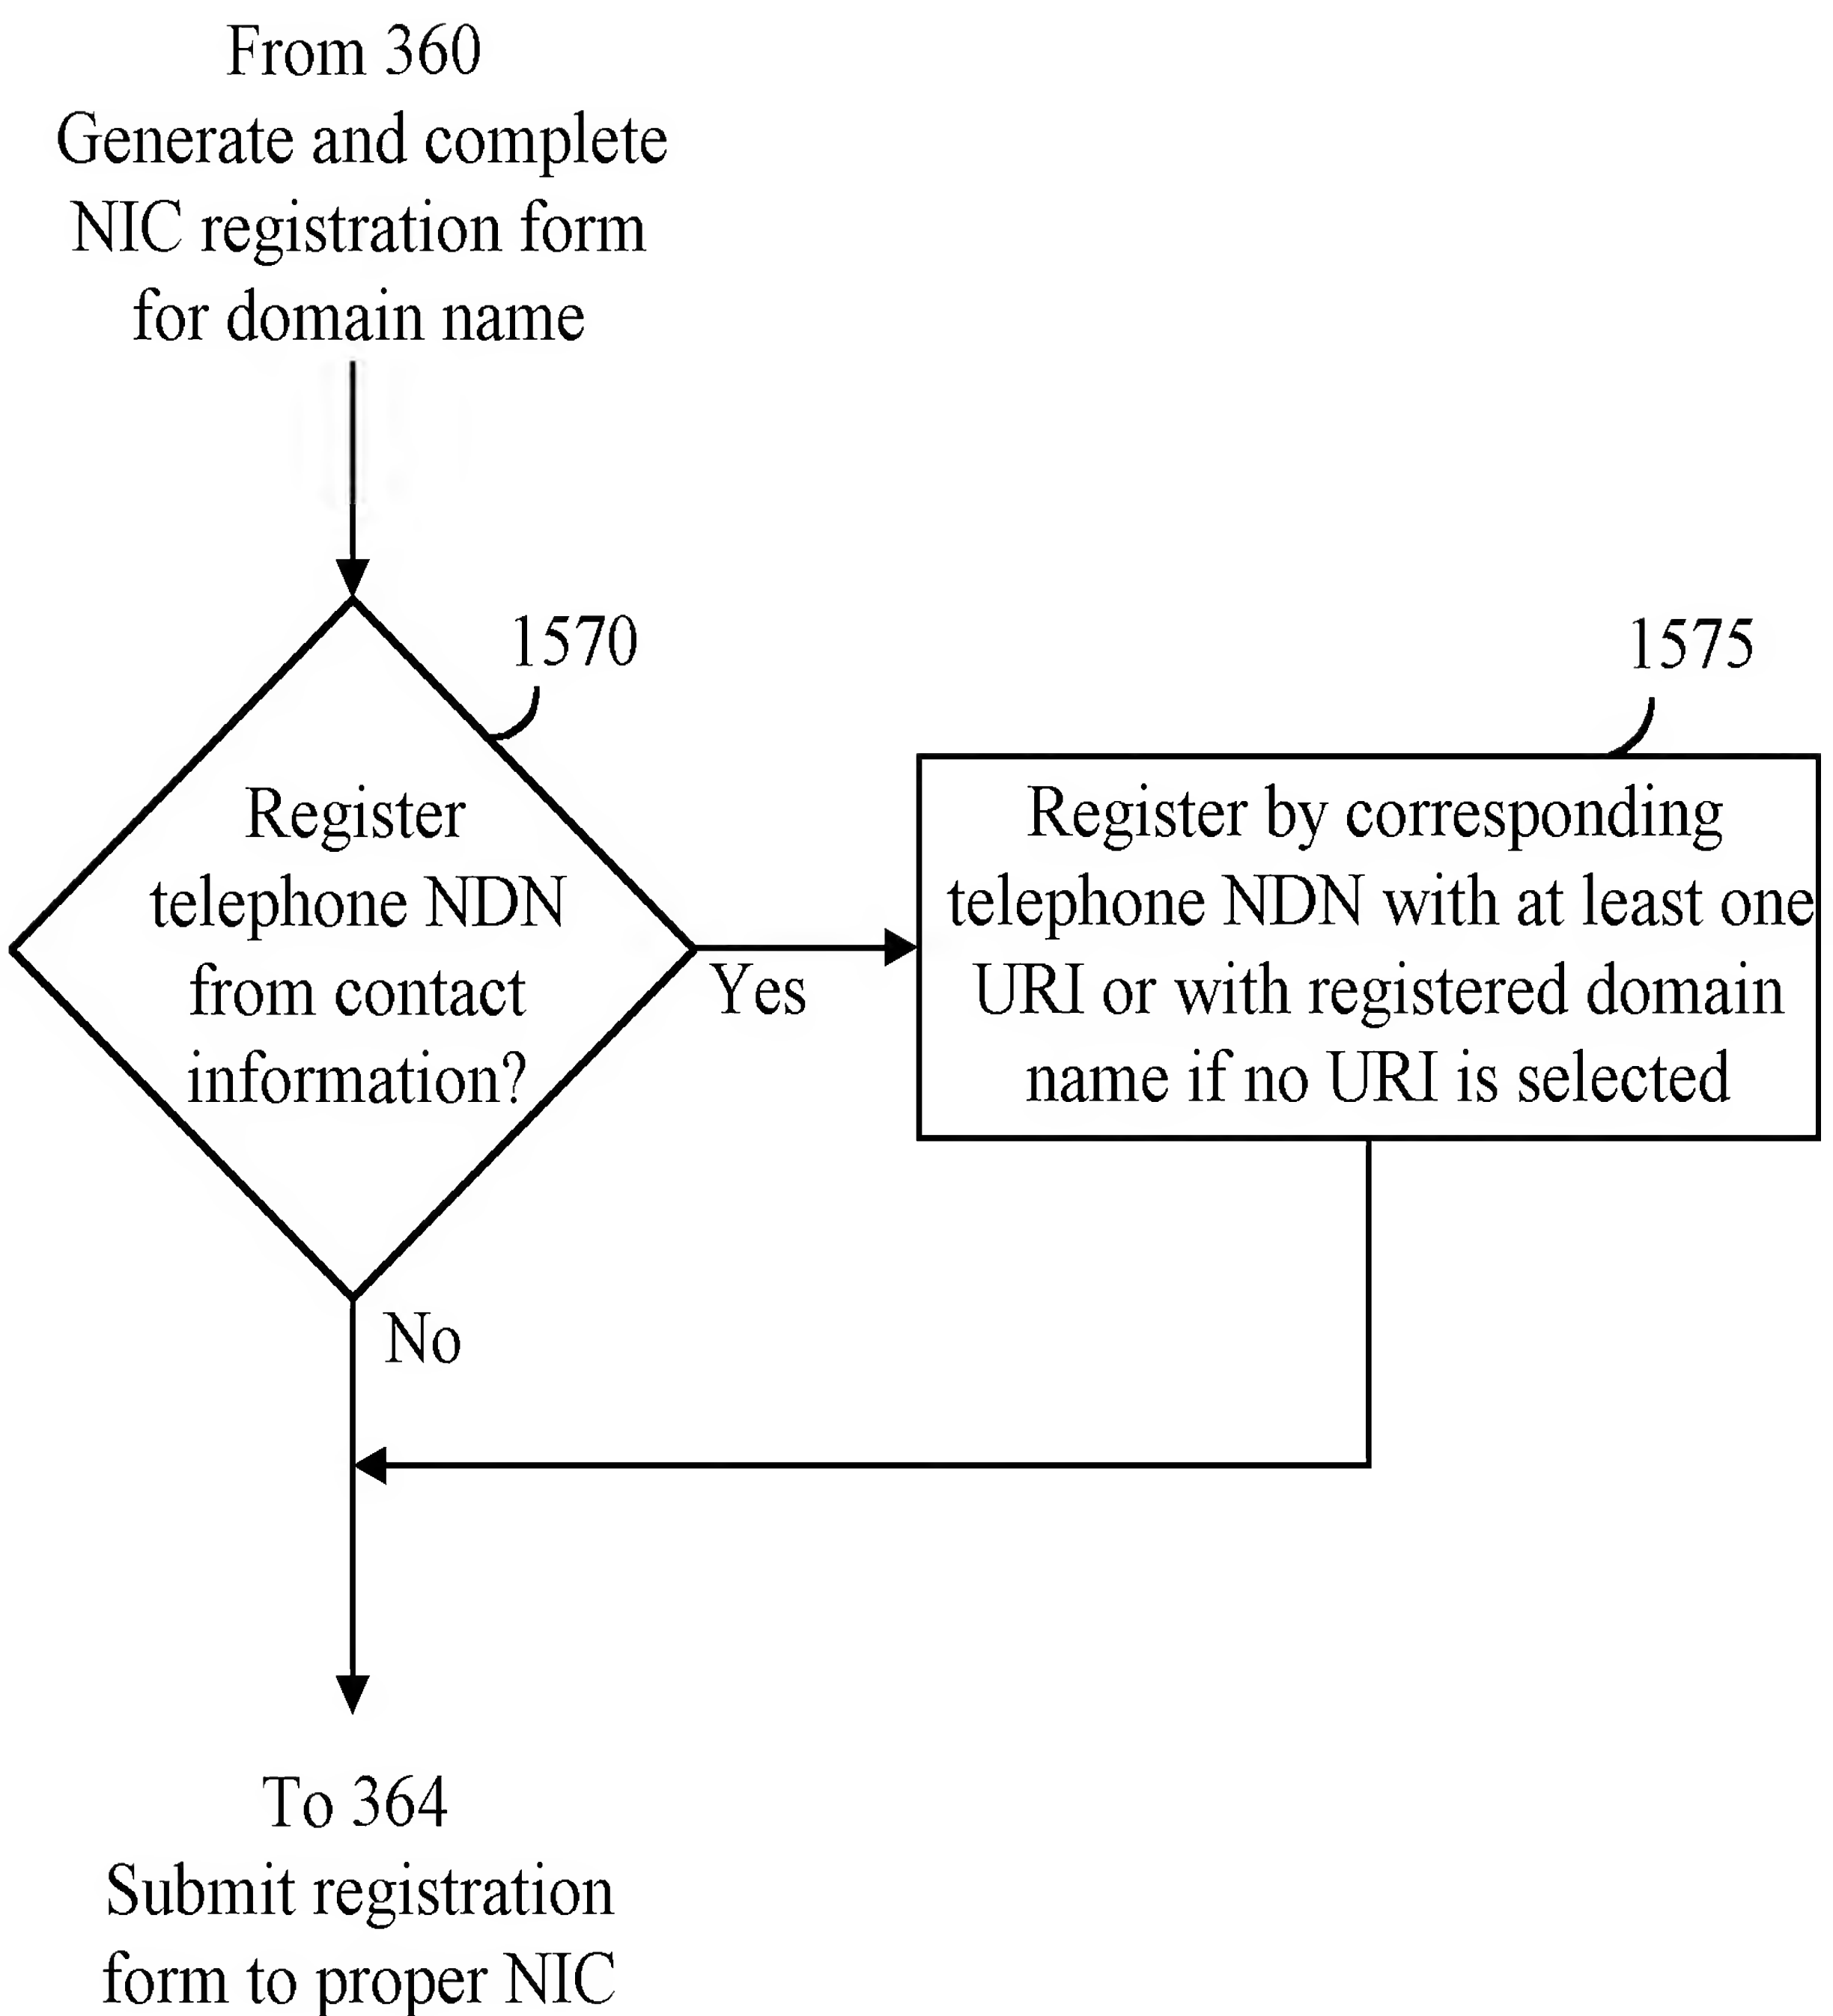 From 360
Generate and complete
NIC registration form
for domain name
1570
1575
Register
telephone NDN
from contact
information?
Yes
Register by corresponding
telephone NDN with at least one
URI or with registered domain
name if no URI is selected
No
To 364
Submit registration
form to proper NIC